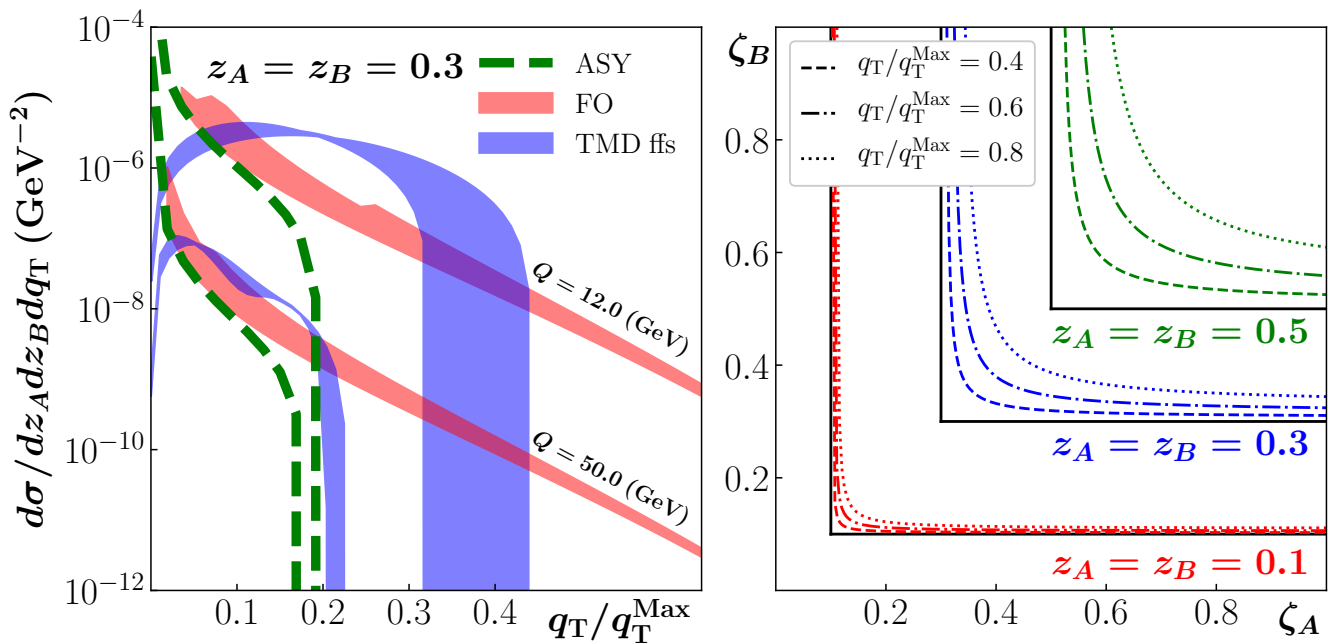 dσ/dz_A dz_B dq_T (GeV⁻²)
10⁻⁴
10⁻⁶
10⁻⁸
10⁻¹⁰
10⁻¹²
z_A = z_B = 0.3
ASY
FO
TMD ffs
Q = 12.0 (GeV)
Q = 50.0 (GeV)
0.1
0.2
0.3
0.4
q_T/q_T^Max
ζ_B
0.8
0.6
0.4
0.2
q_T/q_T^Max = 0.4
q_T/q_T^Max = 0.6
q_T/q_T^Max = 0.8
z_A = z_B = 0.5
z_A = z_B = 0.3
z_A = z_B = 0.1
0.2
0.4
0.6
0.8
ζ_A